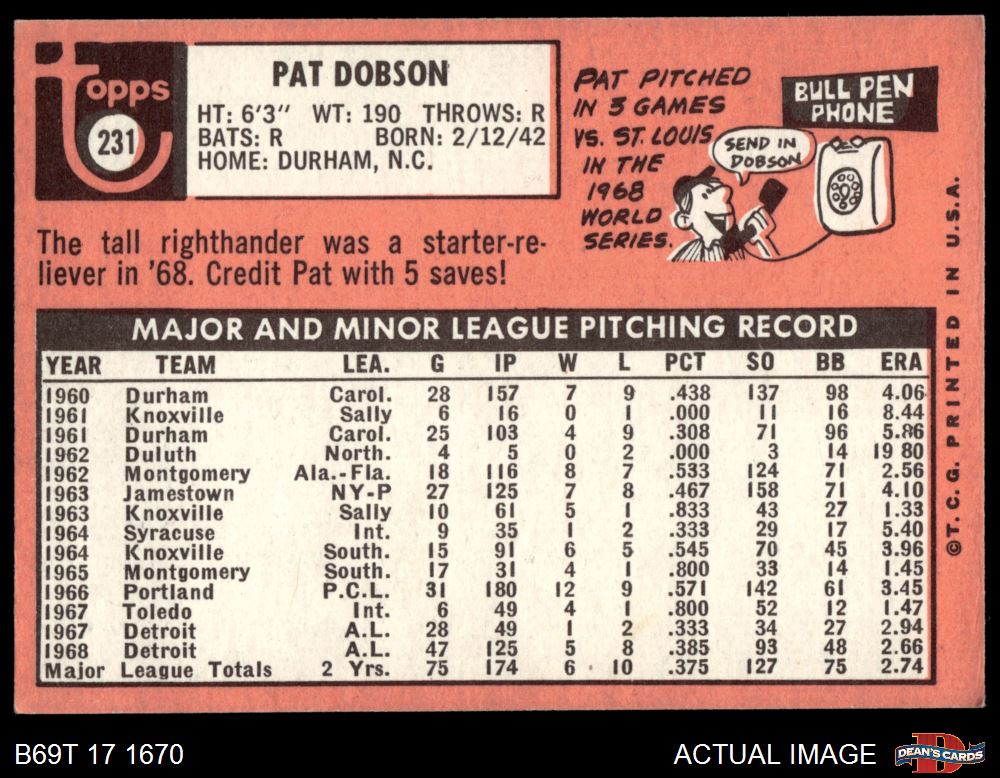 Topps
231
PAT DOBSON
HT: 6'3" WT: 190 THROWS: R
BATS: R BORN: 2/12/42
HOME: DURHAM, N.C.
PAT PITCHED
IN 3 GAMES
VS. ST. LOUIS
IN THE
1968
WORLD
SERIES.
SEND IN
DOBSON
BULL PEN
PHONE
The tall righthander was a starter-re-
liever in '68. Credit Pat with 5 saves!
MAJOR AND MINOR LEAGUE PITCHING RECORD
YEAR TEAM LEA. G IP W L PCT SO BB ERA
1960 Durham Carol. 28 157 7 9 .438 137 98 4.06
1961 Knoxville Sally 6 16 0 1 .000 11 16 8.44
1961 Durham Carol. 25 103 4 9 .308 71 96 5.86
1962 Duluth North. 4 5 0 2 .000 3 14 19 80
1962 Montgomery Ala.-Fla. 18 116 8 7 .533 124 71 2.56
1963 Jamestown NY-P 27 125 7 8 .467 158 71 4.10
1963 Knoxville Sally 10 61 5 1 .833 43 27 1.33
1964 Syracuse Int. 9 35 1 2 .333 29 17 5.40
1964 Knoxville South. 15 91 6 5 .545 70 45 3.96
1965 Montgomery South. 17 31 4 1 .800 33 14 1.45
1966 Portland P.C.L. 31 180 12 9 .571 142 61 3.45
1967 Toledo Int. 6 49 4 1 .800 52 12 1.47
1967 Detroit A.L. 28 49 1 2 .333 34 27 2.94
1968 Detroit A.L. 47 125 5 8 .385 93 48 2.66
Major League Totals 2 Yrs. 75 174 6 10 .375 127 75 2.74
©T.C.G. PRINTED IN U.S.A.
B69T 17 1670
ACTUAL IMAGE
DEAN'S CARDS